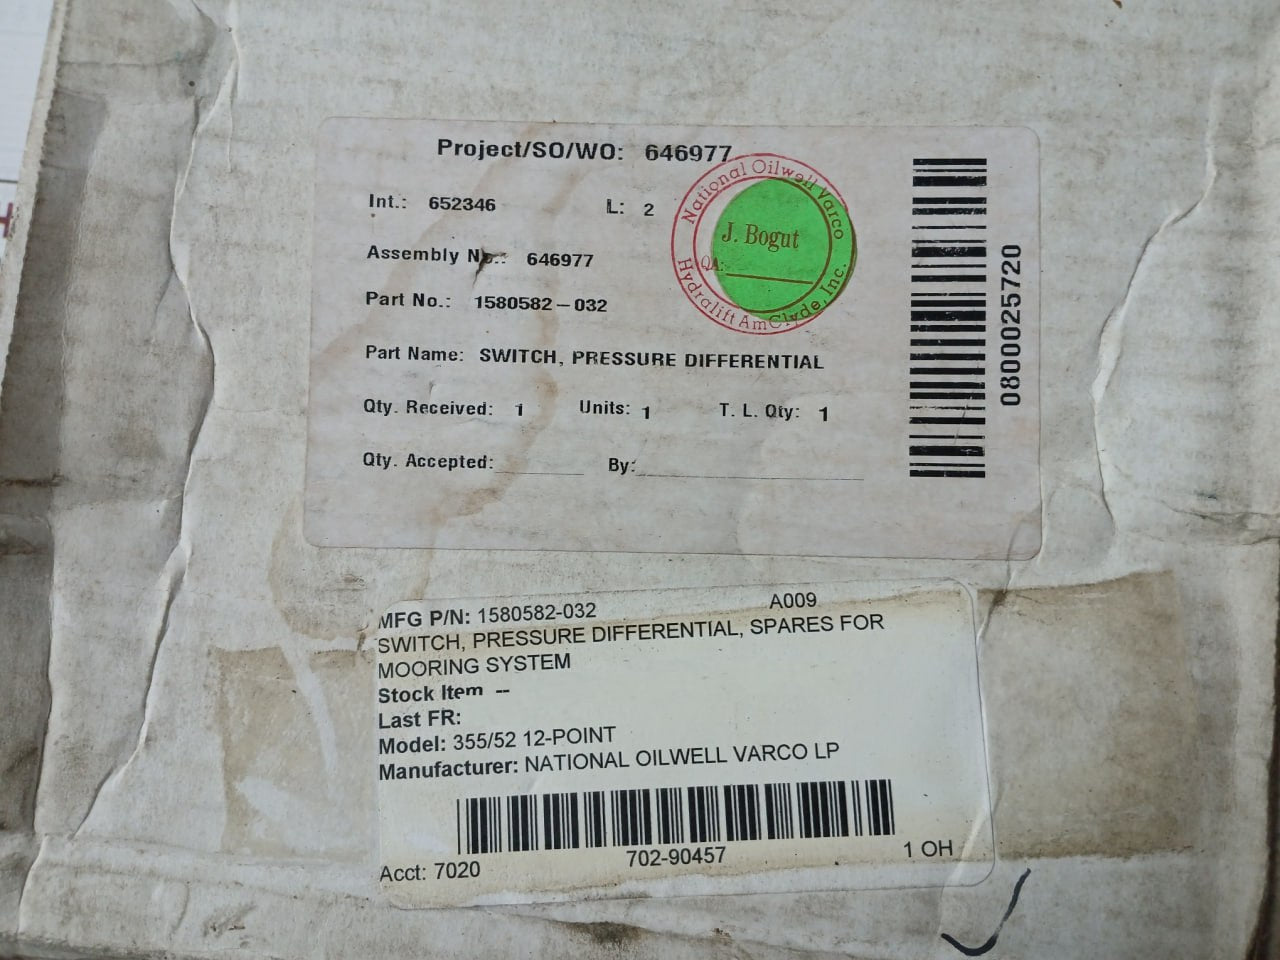 Project/SO/WO: 646977
Int.: 652346 L: 2
Assembly No.: 646977
Part No.: 1580582-032
Part Name: SWITCH, PRESSURE DIFFERENTIAL
Qty. Received: 1 Units: 1 T. L. Qty: 1
Qty. Accepted: By:
National Oilwell Varco
J. Bogut
QA:
Hydralift AmClyde, Inc.
0800025720
MFG P/N: 1580582-032 A009
SWITCH, PRESSURE DIFFERENTIAL, SPARES FOR
MOORING SYSTEM
Stock Item --
Last FR:
Model: 355/52 12-POINT
Manufacturer: NATIONAL OILWELL VARCO LP
Acct: 7020 702-90457 1 OH